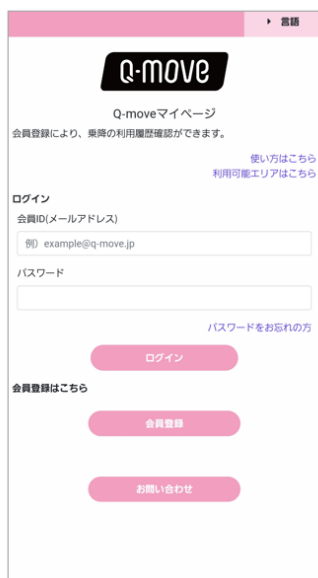 言語
Q-move
Q-moveマイページ
会員登録により、乗降の利用履歴確認ができます。
使い方はこちら
利用可能エリアはこちら
ログイン
会員ID(メールアドレス)
例）example@q-move.jp
パスワード
パスワードをお忘れの方
ログイン
会員登録はこちら
会員登録
お問い合わせ